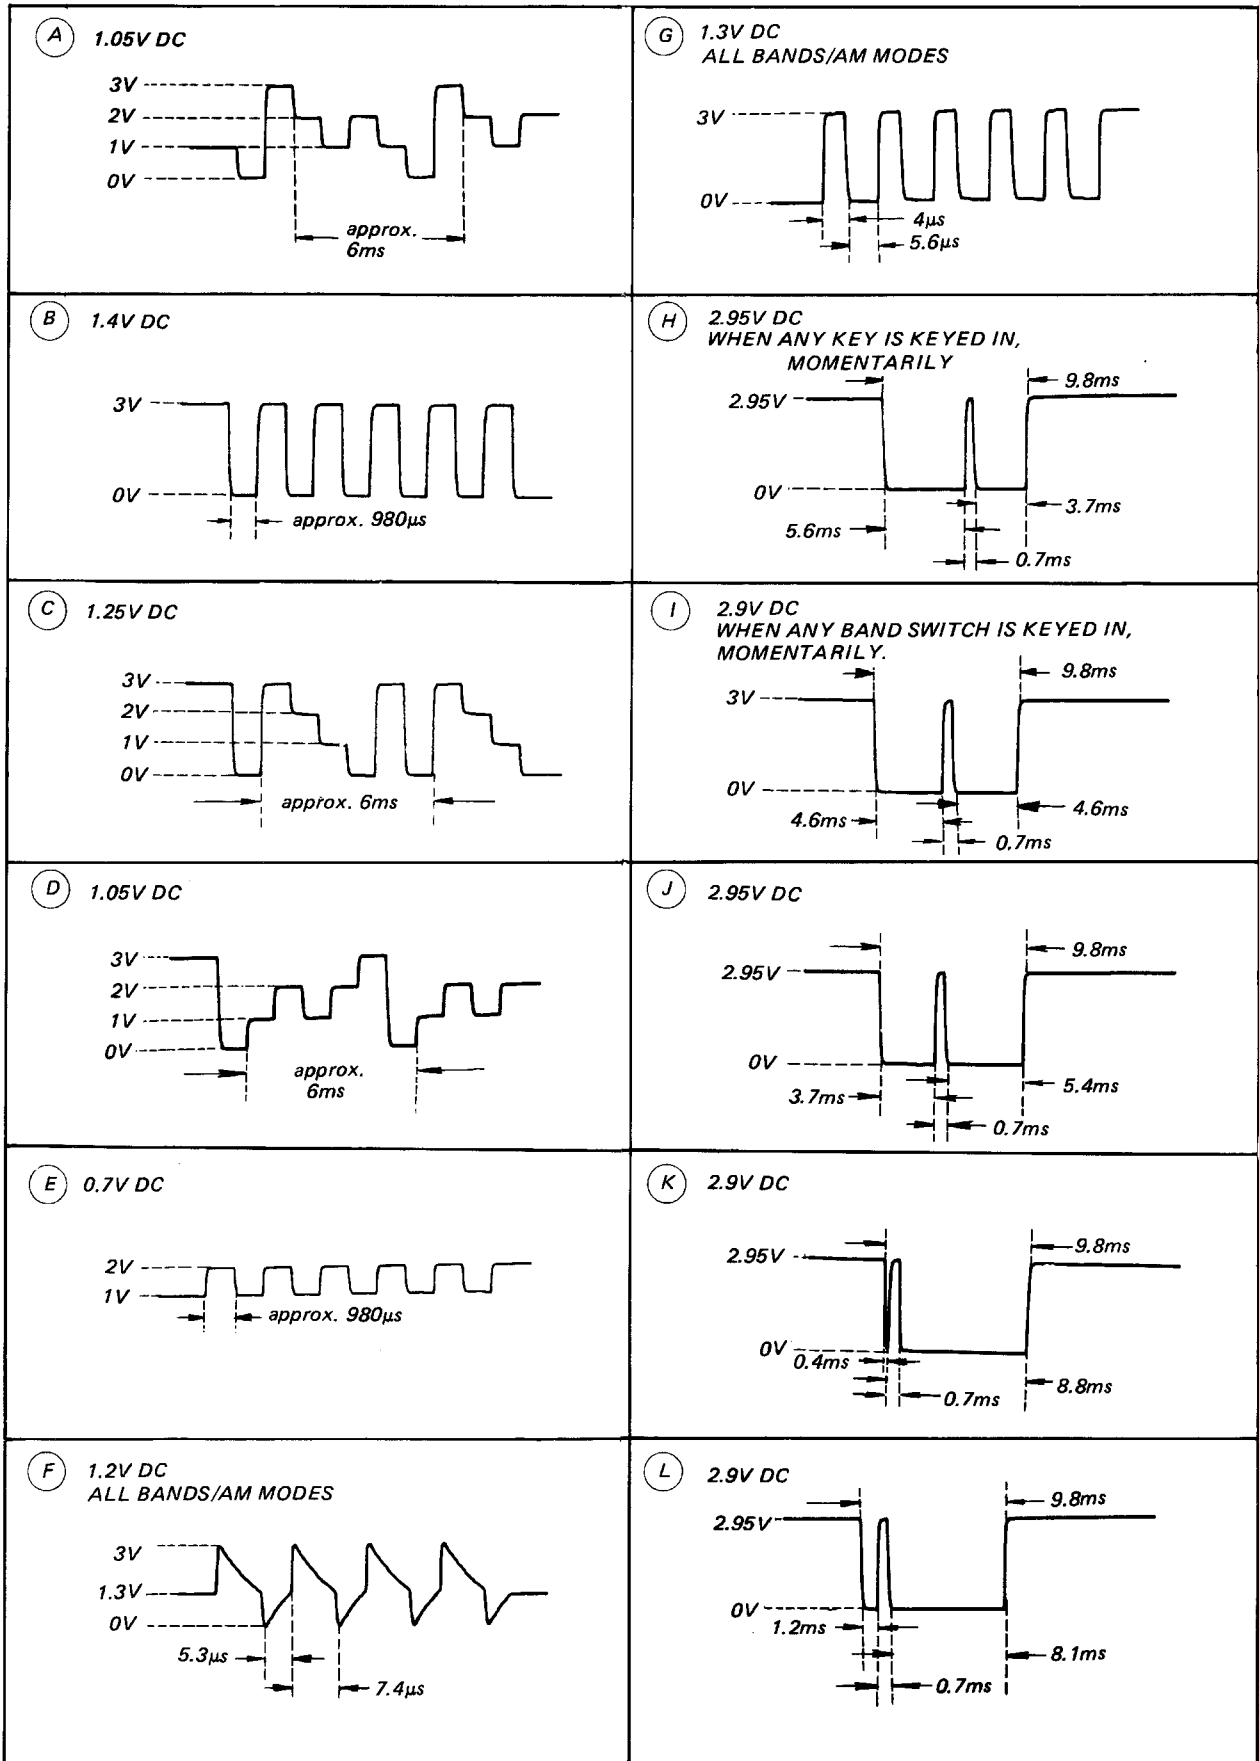 A 1.05V DC
3V
2V
1V
0V
approx.
6ms
B 1.4V DC
3V
0V
approx. 980µs
C 1.25V DC
3V
2V
1V
0V
approx. 6ms
D 1.05V DC
3V
2V
1V
0V
approx.
6ms
E 0.7V DC
2V
1V
approx. 980µs
F 1.2V DC
ALL BANDS/AM MODES
3V
1.3V
0V
5.3µs
7.4µs
G 1.3V DC
ALL BANDS/AM MODES
3V
0V
4µs
5.6µs
H 2.95V DC
WHEN ANY KEY IS KEYED IN,
MOMENTARILY
9.8ms
2.95V
0V
3.7ms
5.6ms
0.7ms
I 2.9V DC
WHEN ANY BAND SWITCH IS KEYED IN,
MOMENTARILY.
9.8ms
3V
0V
4.6ms
4.6ms
0.7ms
J 2.95V DC
9.8ms
2.95V
0V
5.4ms
3.7ms
0.7ms
K 2.9V DC
9.8ms
2.95V
0V
0.4ms
8.8ms
0.7ms
L 2.9V DC
9.8ms
2.95V
0V
1.2ms
8.1ms
0.7ms